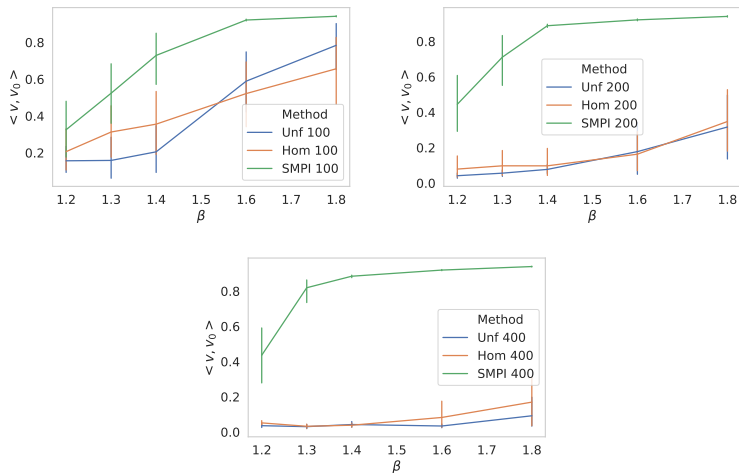 0.8
0.6
0.4
0.2
< v, v₀ >
1.2 1.3 1.4 1.5 1.6 1.7 1.8
β
Method
Unf 100
Hom 100
SMPI 100
0.8
0.6
0.4
0.2
0.0
< v, v₀ >
1.2 1.3 1.4 1.5 1.6 1.7 1.8
β
Method
Unf 200
Hom 200
SMPI 200
0.8
0.6
0.4
0.2
0.0
< v, v₀ >
1.2 1.3 1.4 1.5 1.6 1.7 1.8
β
Method
Unf 400
Hom 400
SMPI 400